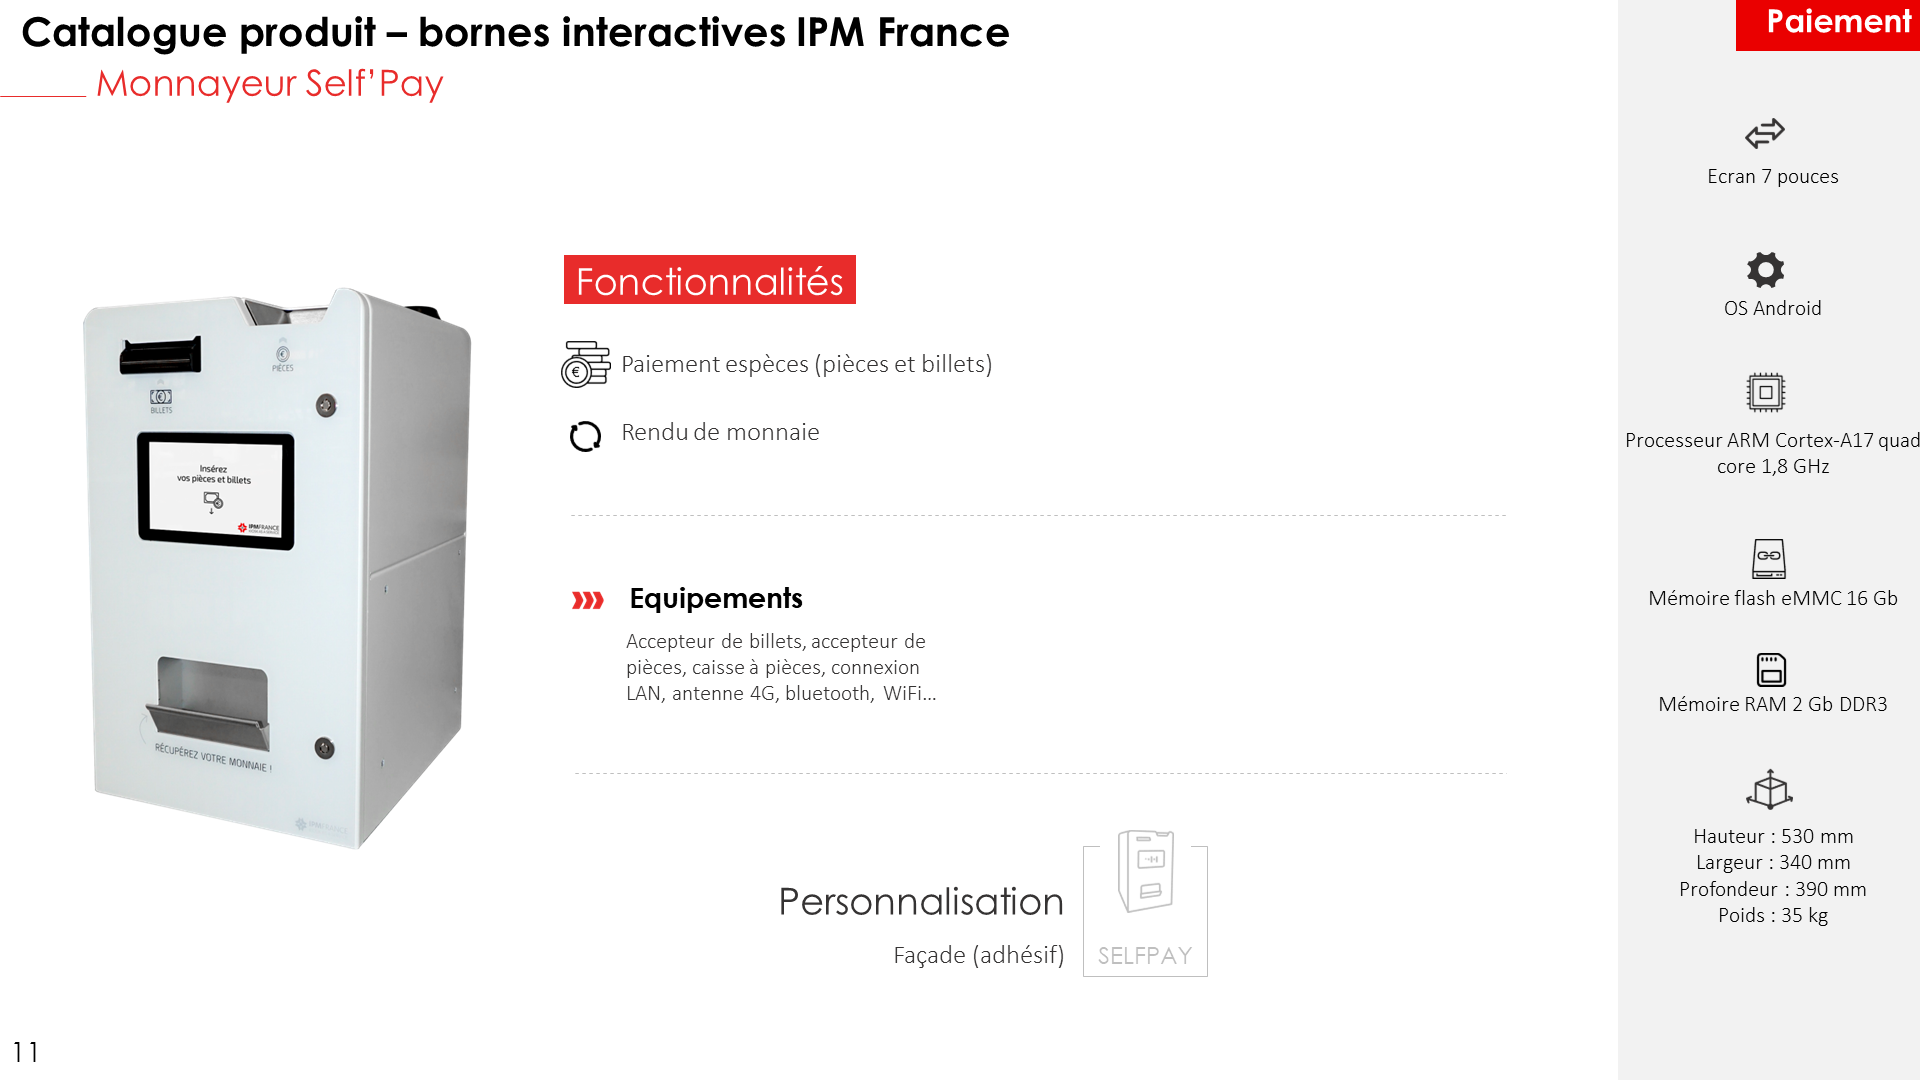 Catalogue produit – bornes interactives IPM France
Monnayeur Self’Pay
Paiement
PIÈCES
BILLETS
Insérez
vos pièces et billets
IPMFRANCE
RÉCUPÉREZ VOTRE MONNAIE !
IPMFRANCE
Fonctionnalités
Paiement espèces (pièces et billets)
Rendu de monnaie
Equipements
Accepteur de billets, accepteur de
pièces, caisse à pièces, connexion
LAN, antenne 4G, bluetooth, WiFi...
Personnalisation
Façade (adhésif)
SELFPAY
Ecran 7 pouces
OS Android
Processeur ARM Cortex-A17 quad
core 1,8 GHz
Mémoire flash eMMC 16 Gb
Mémoire RAM 2 Gb DDR3
Hauteur : 530 mm
Largeur : 340 mm
Profondeur : 390 mm
Poids : 35 kg
11